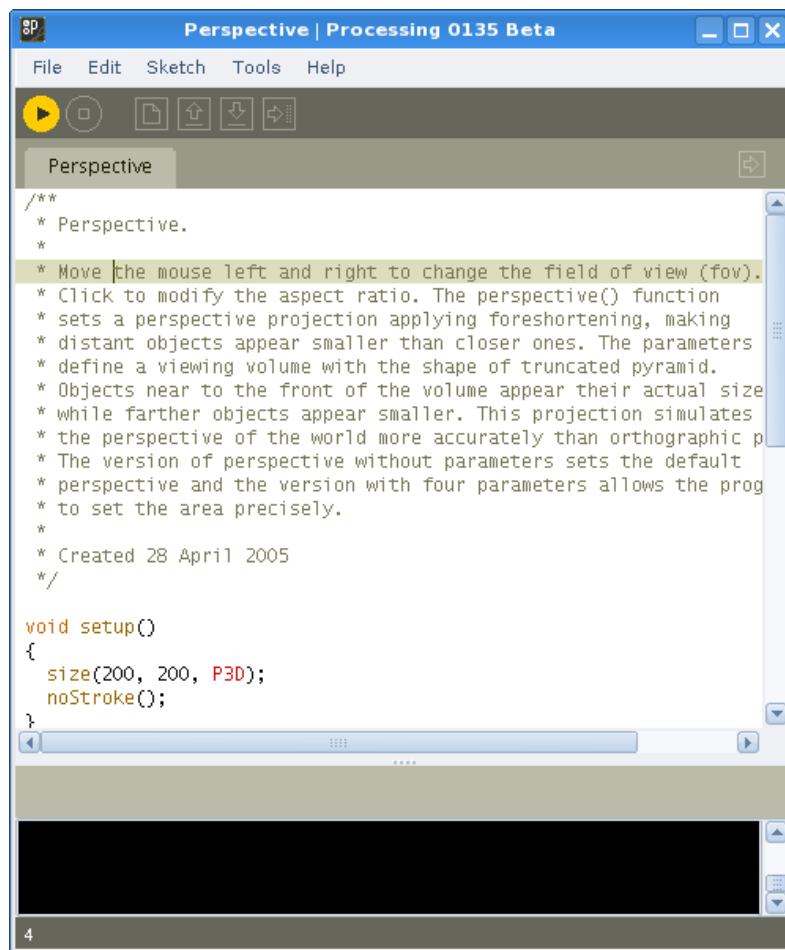 Perspective | Processing 0135 Beta
File Edit Sketch Tools Help
Perspective
/**
 * Perspective.
 *
 * Move the mouse left and right to change the field of view (fov).
 * Click to modify the aspect ratio. The perspective() function
 * sets a perspective projection applying foreshortening, making
 * distant objects appear smaller than closer ones. The parameters
 * define a viewing volume with the shape of truncated pyramid.
 * Objects near to the front of the volume appear their actual size
 * while farther objects appear smaller. This projection simulates
 * the perspective of the world more accurately than orthographic p
 * The version of perspective without parameters sets the default
 * perspective and the version with four parameters allows the prog
 * to set the area precisely.
 *
 * Created 28 April 2005
 */
void setup()
{
  size(200, 200, P3D);
  noStroke();
}
4